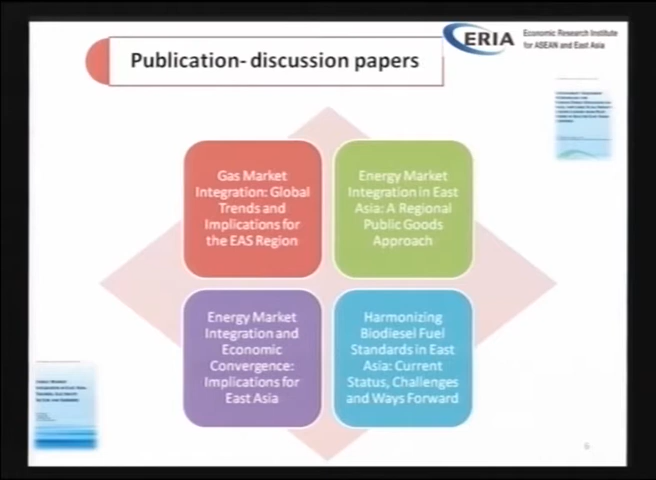 Publication- discussion papers
ERIA
Economic Research Institute
for ASEAN and East Asia
Gas Market
Integration: Global
Trends and
Implications for
the EAS Region
Energy Market
Integration in East
Asia: A Regional
Public Goods
Approach
Energy Market
Integration and
Economic
Convergence:
Implications for
East Asia
Harmonizing
Biodiesel Fuel
Standards in East
Asia: Current
Status, Challenges
and Ways Forward
6